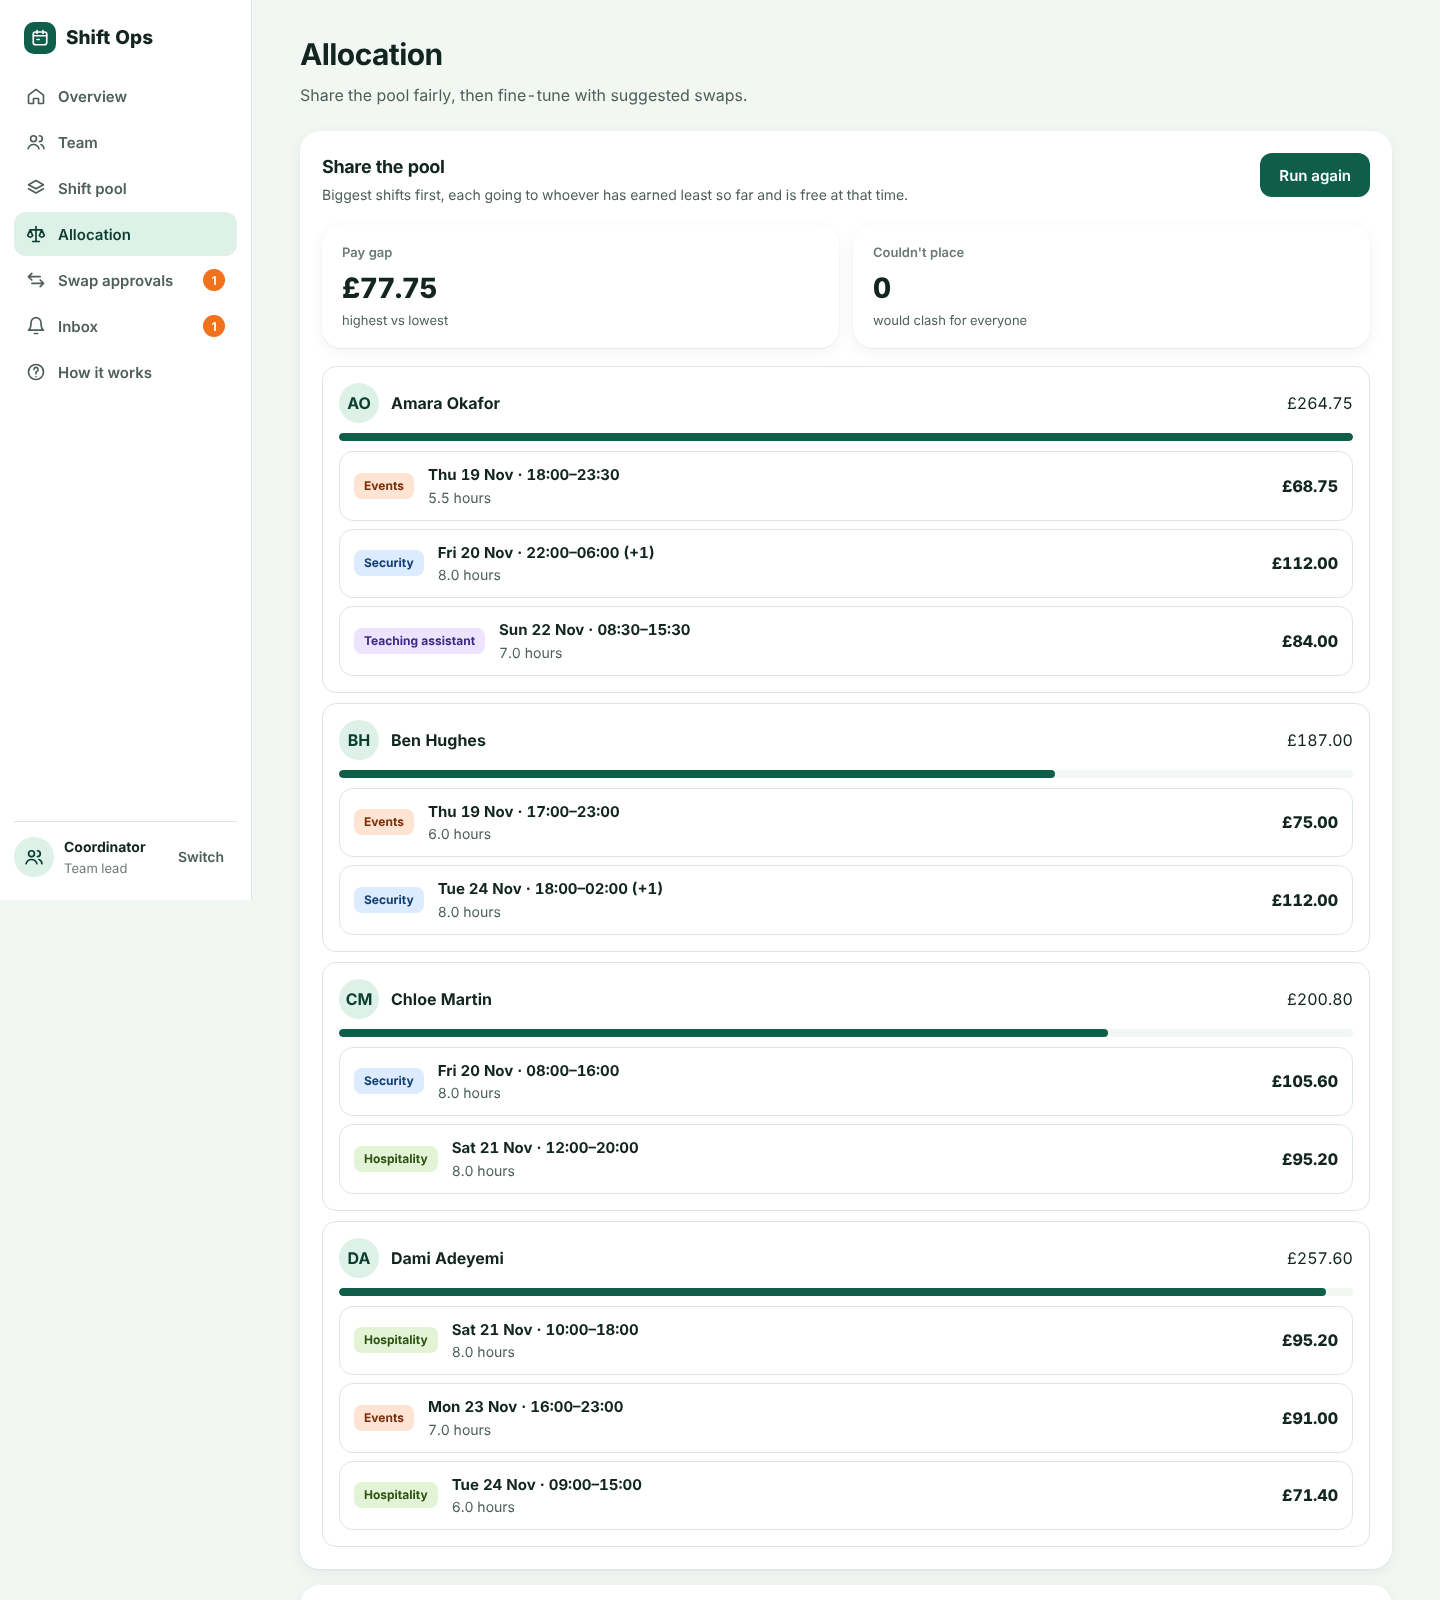 Shift Ops
Overview
Team
Shift pool
Allocation
Swap approvals 1
Inbox 1
How it works
Coordinator
Team lead
Switch
Allocation
Share the pool fairly, then fine-tune with suggested swaps.
Share the pool
Biggest shifts first, each going to whoever has earned least so far and is free at that time.
Run again
Pay gap
£77.75
highest vs lowest
Couldn't place
0
would clash for everyone
AO Amara Okafor £264.75
Events Thu 19 Nov · 18:00–23:30 £68.75
5.5 hours
Security Fri 20 Nov · 22:00–06:00 (+1) £112.00
8.0 hours
Teaching assistant Sun 22 Nov · 08:30–15:30 £84.00
7.0 hours
BH Ben Hughes £187.00
Events Thu 19 Nov · 17:00–23:00 £75.00
6.0 hours
Security Tue 24 Nov · 18:00–02:00 (+1) £112.00
8.0 hours
CM Chloe Martin £200.80
Security Fri 20 Nov · 08:00–16:00 £105.60
8.0 hours
Hospitality Sat 21 Nov · 12:00–20:00 £95.20
8.0 hours
DA Dami Adeyemi £257.60
Hospitality Sat 21 Nov · 10:00–18:00 £95.20
8.0 hours
Events Mon 23 Nov · 16:00–23:00 £91.00
7.0 hours
Hospitality Tue 24 Nov · 09:00–15:00 £71.40
6.0 hours